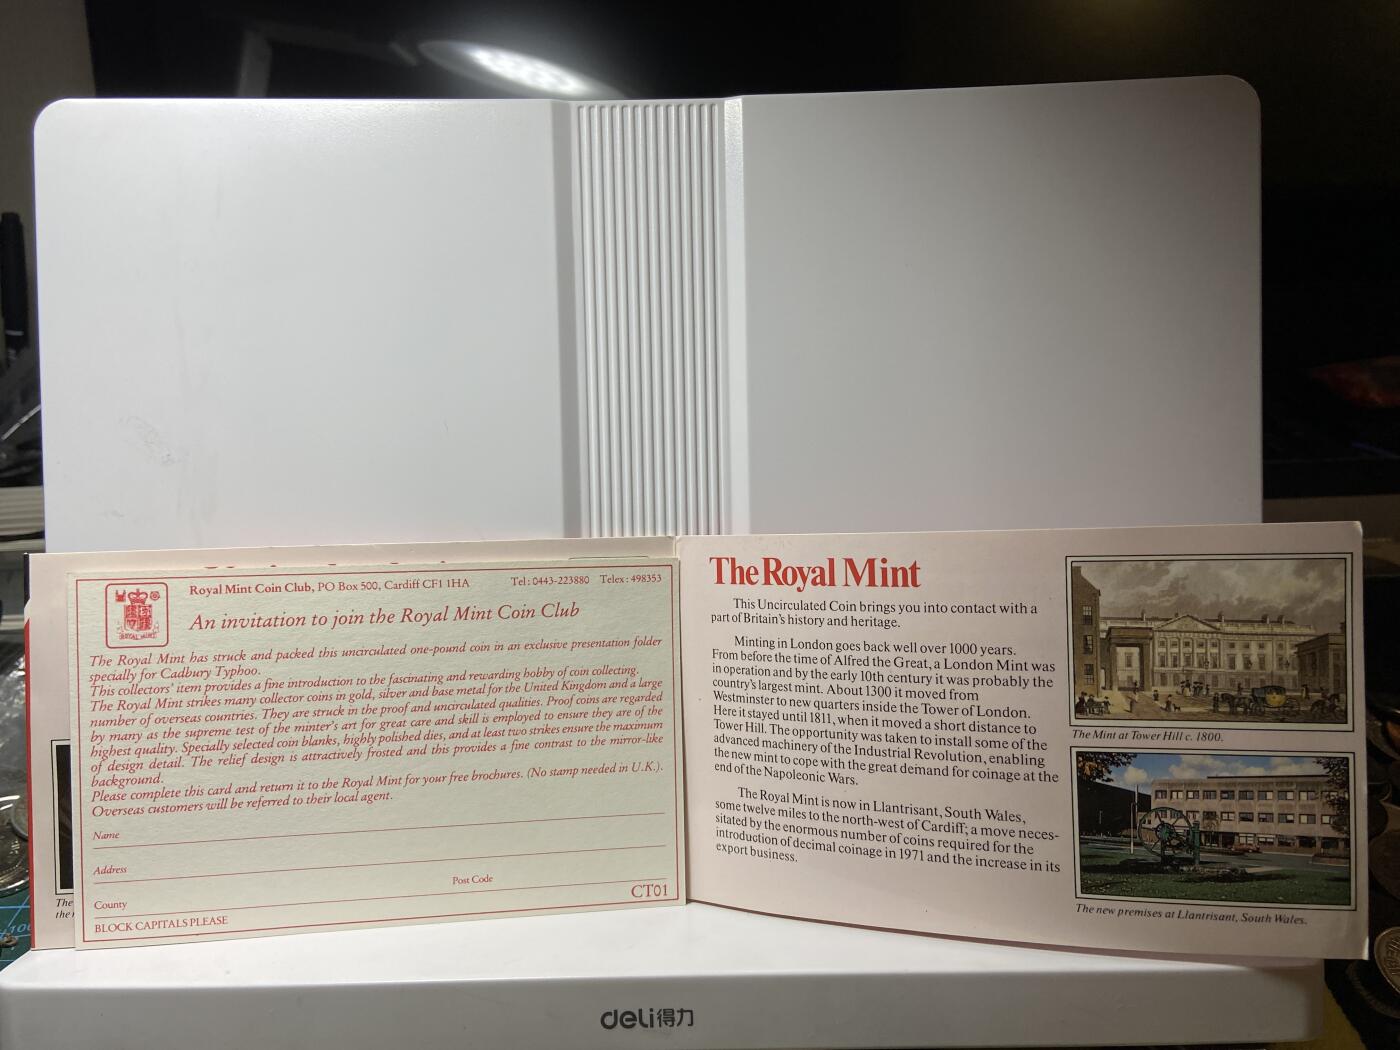 Royal Mint Coin Club, PO Box 500, Cardiff CF1 1HA Tel: 0443-223880 Telex: 498353
An invitation to join the Royal Mint Coin Club
The Royal Mint has struck and packed this uncirculated one-pound coin in an exclusive presentation folder
specially for Cadbury Typhoo.
This collectors' item provides a fine introduction to the fascinating and rewarding hobby of coin collecting.
The Royal Mint strikes many collector coins in gold, silver and base metal for the United Kingdom and a large
number of overseas countries. They are struck in the proof and uncirculated qualities. Proof coins are regarded
by many as the supreme test of the minter's art for great care and skill is employed to ensure they are of the
highest quality. Specially selected coin blanks, highly polished dies, and at least two strikes ensure the maximum
of design detail. The relief design is attractively frosted and this provides a fine contrast to the mirror-like
background.
Please complete this card and return it to the Royal Mint for your free brochures. (No stamp needed in U.K.).
Overseas customers will be referred to their local agent.
Name
Address
Post Code
County
CT01
BLOCK CAPITALS PLEASE
ROYAL MINT
The
the
The Royal Mint
This Uncirculated Coin brings you into contact with a
part of Britain's history and heritage.
Minting in London goes back well over 1000 years.
From before the time of Alfred the Great, a London Mint was
in operation and by the early 10th century it was probably the
country's largest mint. About 1300 it moved from
Westminster to new quarters inside the Tower of London.
Here it stayed until 1811, when it moved a short distance to
Tower Hill. The opportunity was taken to install some of the
advanced machinery of the Industrial Revolution, enabling
the new mint to cope with the great demand for coinage at the
end of the Napoleonic Wars.
The Royal Mint is now in Llantrisant, South Wales,
some twelve miles to the north-west of Cardiff; a move neces-
sitated by the enormous number of coins required for the
introduction of decimal coinage in 1971 and the increase in its
export business.
The Mint at Tower Hill c. 1800.
The new premises at Llantrisant, South Wales.
deli得力